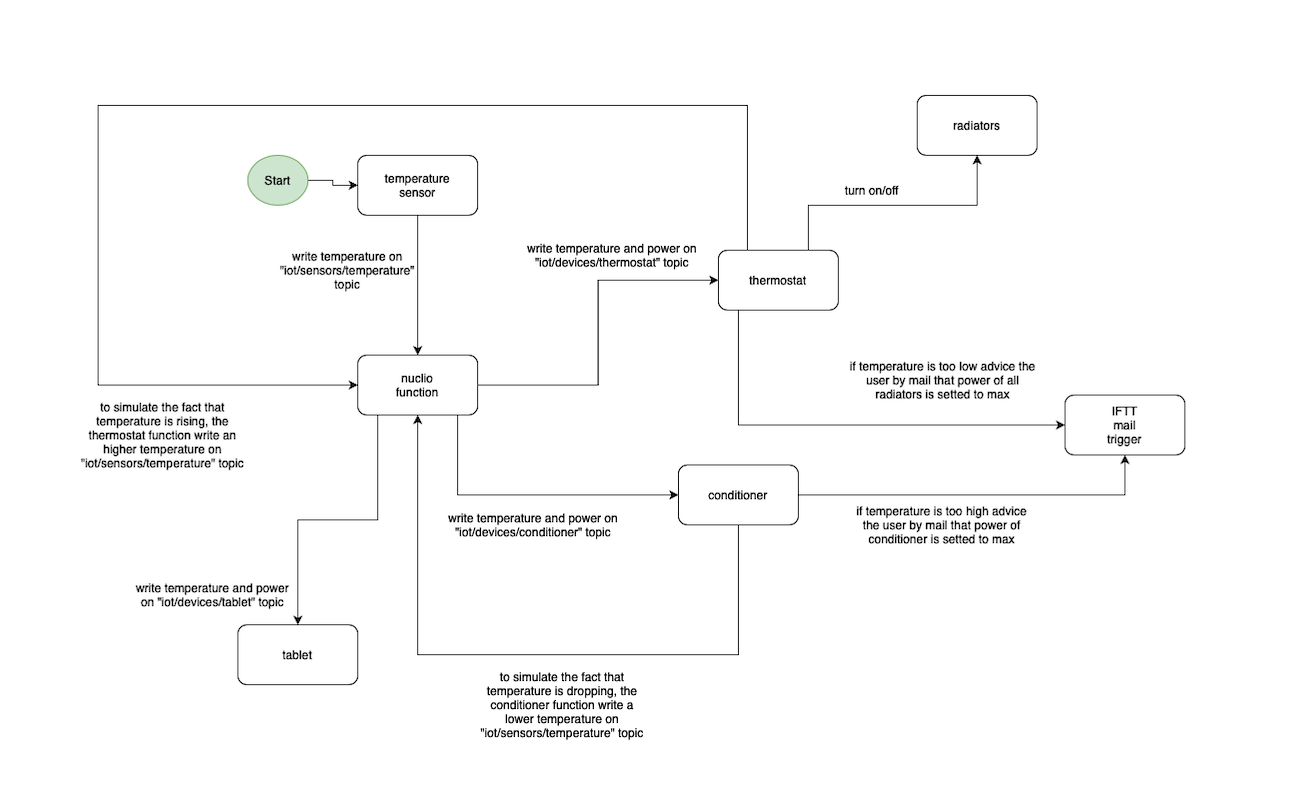 radiators
Start
temperature
sensor
turn on/off
write temperature on
"iot/sensors/temperature"
topic
write temperature and power on
"iot/devices/thermostat" topic
thermostat
nuclio
function
if temperature is too low advice the
user by mail that power of all
radiators is setted to max
to simulate the fact that
temperature is rising, the
thermostat function write an
higher temperature on
"iot/sensors/temperature" topic
IFTT
mail
trigger
conditioner
write temperature and power on
"iot/devices/conditioner" topic
if temperature is too high advice
the user by mail that power of
conditioner is setted to max
write temperature and power
on "iot/devices/tablet" topic
tablet
to simulate the fact that
temperature is dropping, the
conditioner function write a
lower temperature on
"iot/sensors/temperature" topic